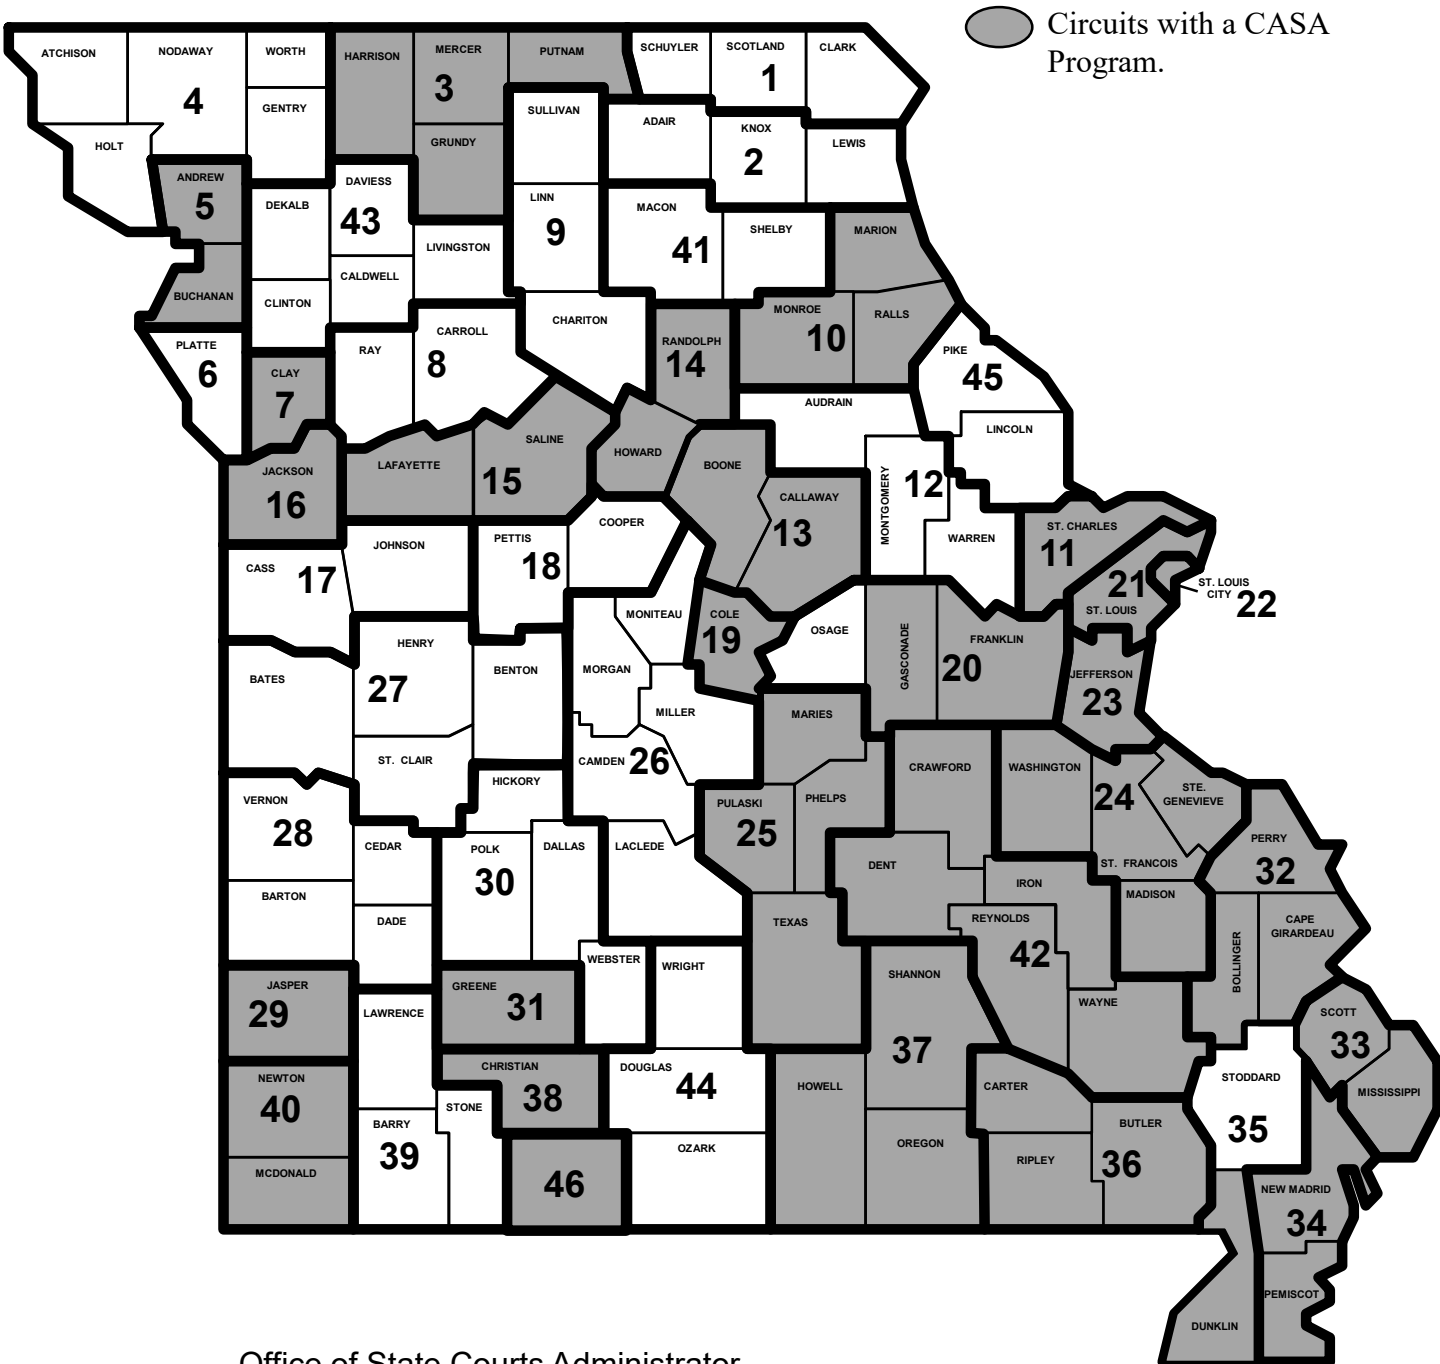 Circuits with a CASA
Program.
ATCHISON
NODAWAY
WORTH
HARRISON
MERCER
PUTNAM
SCHUYLER
SCOTLAND
CLARK
4
3
1
GENTRY
SULLIVAN
ADAIR
KNOX
HOLT
GRUNDY
2
LEWIS
ANDREW
5
DAVIESS
43
DEKALB
LINN
9
MACON
41
SHELBY
MARION
LIVINGSTON
CALDWELL
BUCHANAN
CLINTON
CARROLL
8
CHARITON
MONROE
10
RALLS
PLATTE
6
RAY
RANDOLPH
14
PIKE
45
CLAY
7
AUDRAIN
LINCOLN
SALINE
15
HOWARD
BOONE
LAFAYETTE
JACKSON
16
CALLAWAY
13
MONTGOMERY
12
COOPER
WARREN
ST. CHARLES
11
JOHNSON
PETTIS
18
CASS
17
21
ST. LOUIS
ST. LOUIS
CITY
22
MONITEAU
COLE
19
OSAGE
GASCONADE
FRANKLIN
20
HENRY
27
BENTON
MORGAN
BATES
JEFFERSON
23
MILLER
MARIES
ST. CLAIR
CAMDEN
26
CRAWFORD
WASHINGTON
HICKORY
24
STE.
GENEVIEVE
VERNON
28
PULASKI
25
PHELPS
CEDAR
POLK
30
DALLAS
LACLEDE
PERRY
32
DENT
ST. FRANCOIS
IRON
MADISON
BARTON
DADE
TEXAS
REYNOLDS
42
CAPE
GIRARDEAU
BOLLINGER
WEBSTER
WRIGHT
SHANNON
37
JASPER
29
GREENE
31
WAYNE
LAWRENCE
SCOTT
33
CHRISTIAN
38
DOUGLAS
44
NEWTON
40
HOWELL
CARTER
STODDARD
35
MISSISSIPPI
STONE
BARRY
39
BUTLER
36
OZARK
OREGON
RIPLEY
MCDONALD
46
NEW MADRID
34
PEMISCOT
DUNKLIN
Office of State Courts Administrator